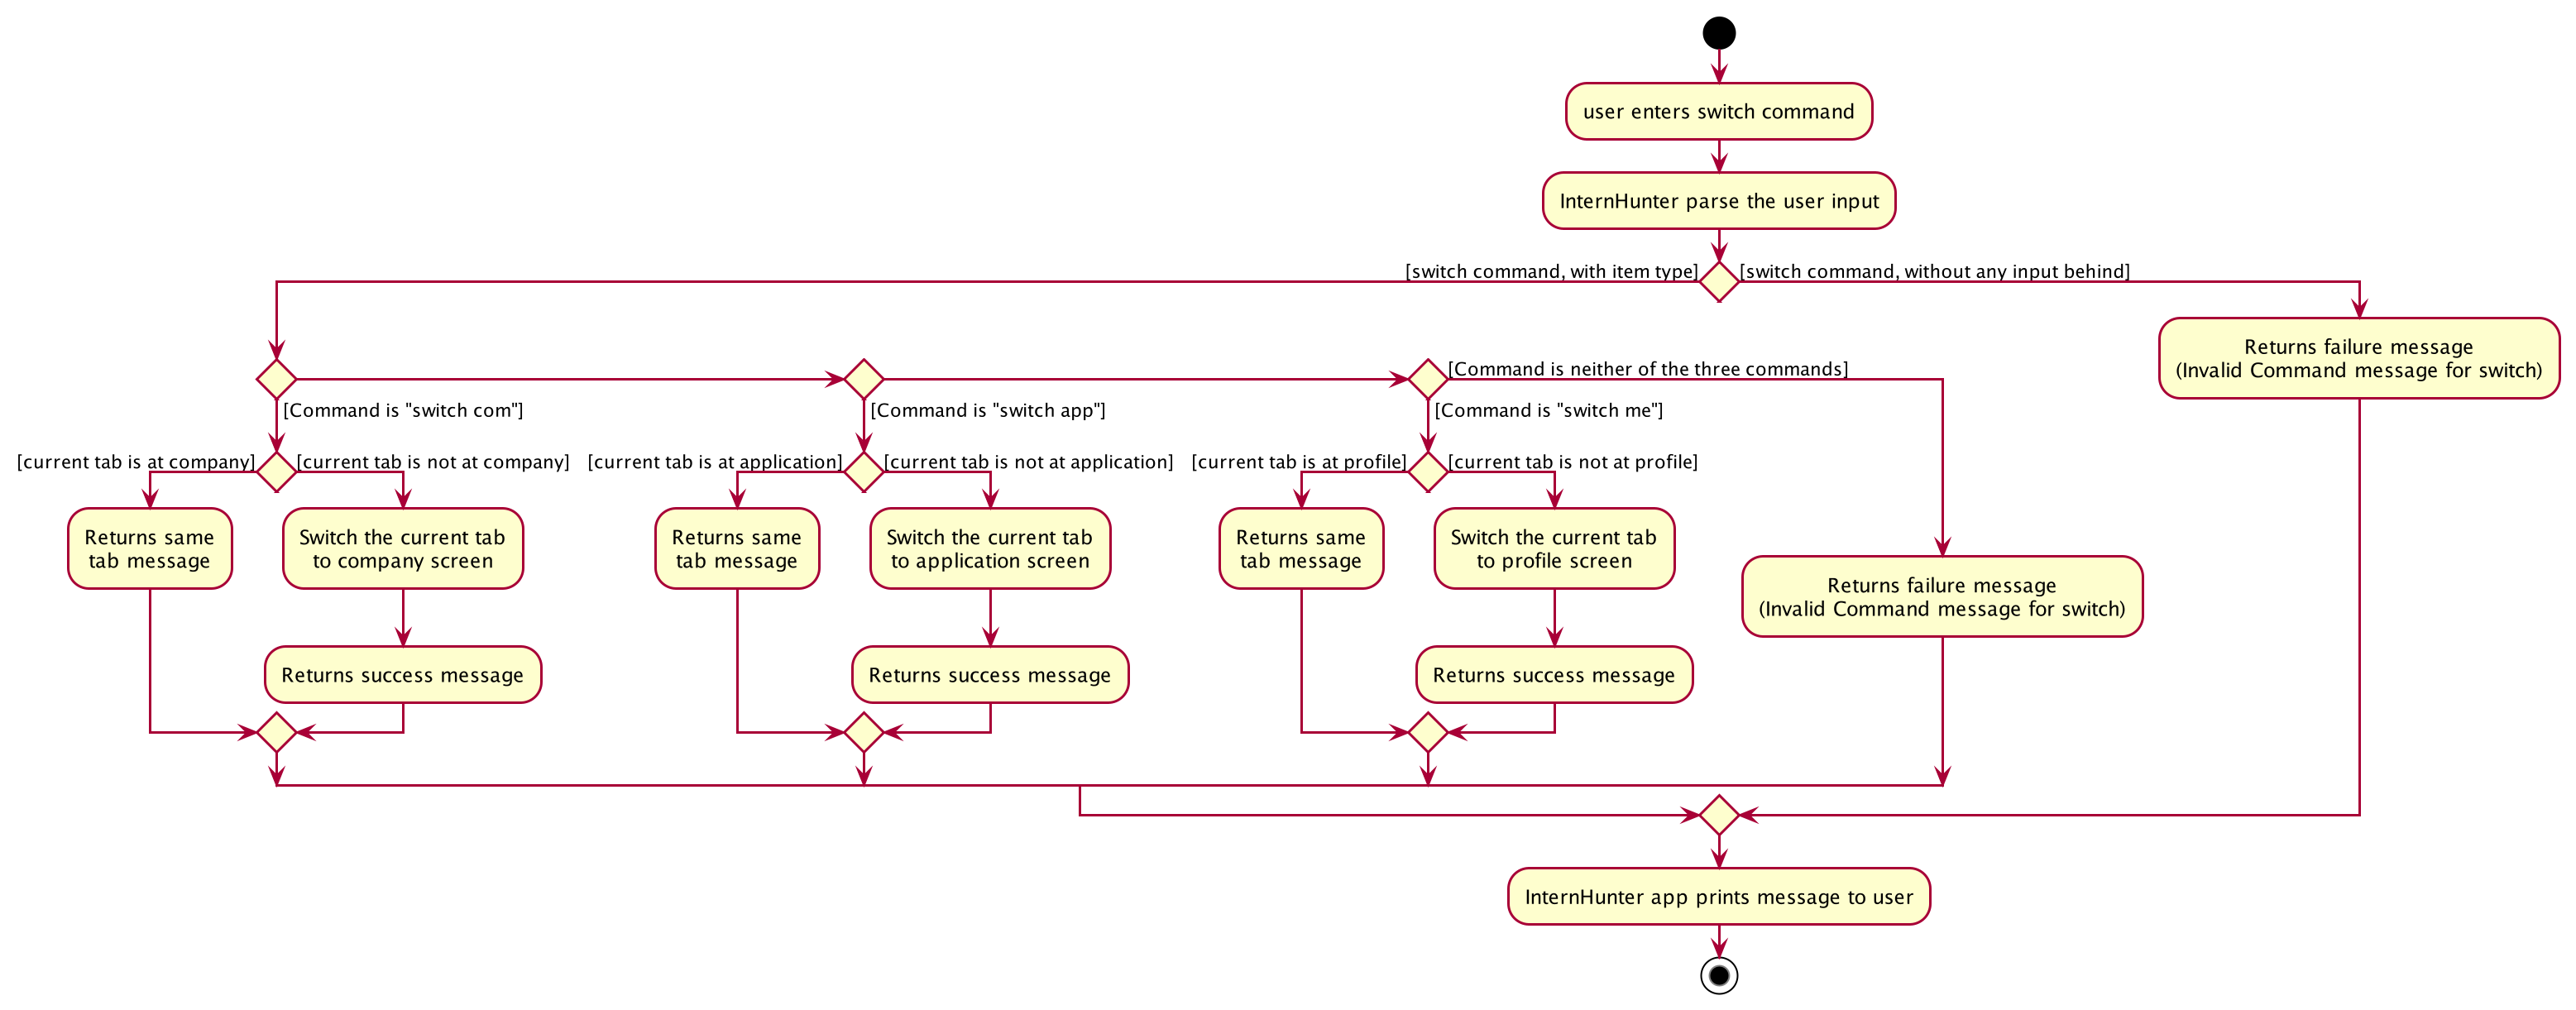 user enters switch command
InternHunter parse the user input
[switch command, with item type]
[switch command, without any input behind]
Returns failure message
(Invalid Command message for switch)
[Command is neither of the three commands]
[Command is "switch com"]
[Command is "switch app"]
[Command is "switch me"]
[current tab is at company]
[current tab is not at company]
[current tab is at application]
[current tab is not at application]
[current tab is at profile]
[current tab is not at profile]
Returns same
tab message
Switch the current tab
to company screen
Returns same
tab message
Switch the current tab
to application screen
Returns same
tab message
Switch the current tab
to profile screen
Returns failure message
(Invalid Command message for switch)
Returns success message
Returns success message
Returns success message
InternHunter app prints message to user